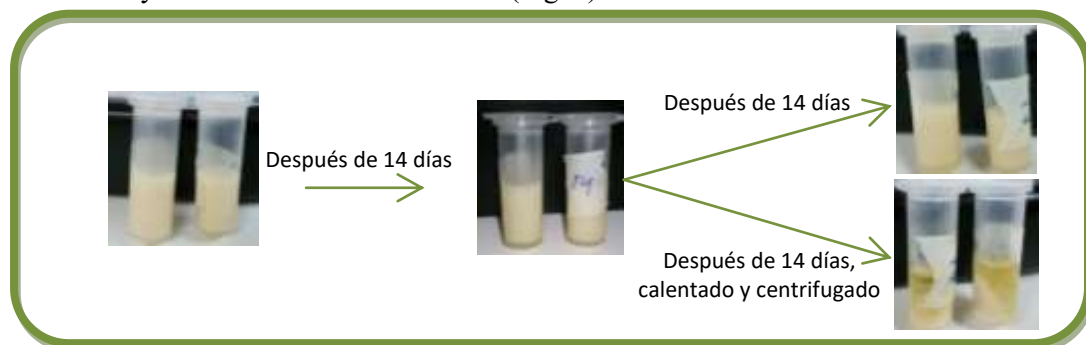 Después de 14 días
Después de 14 días
Después de 14 días,
calentado y centrifugado